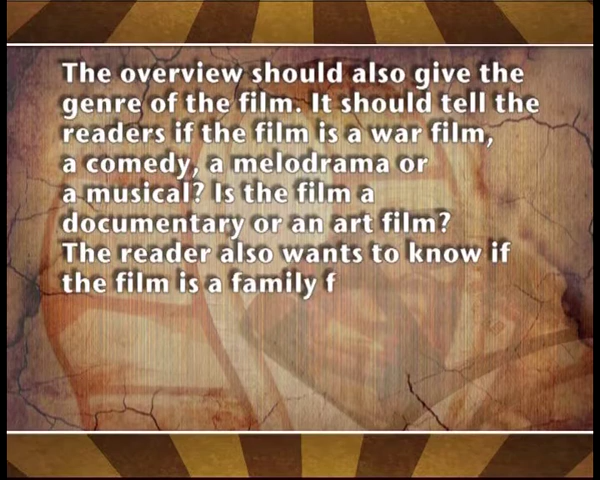 The overview should also give the
genre of the film. It should tell the
readers if the film is a war film,
a comedy, a melodrama or
a musical? Is the film a
documentary or an art film?
The reader also wants to know if
the film is a family f